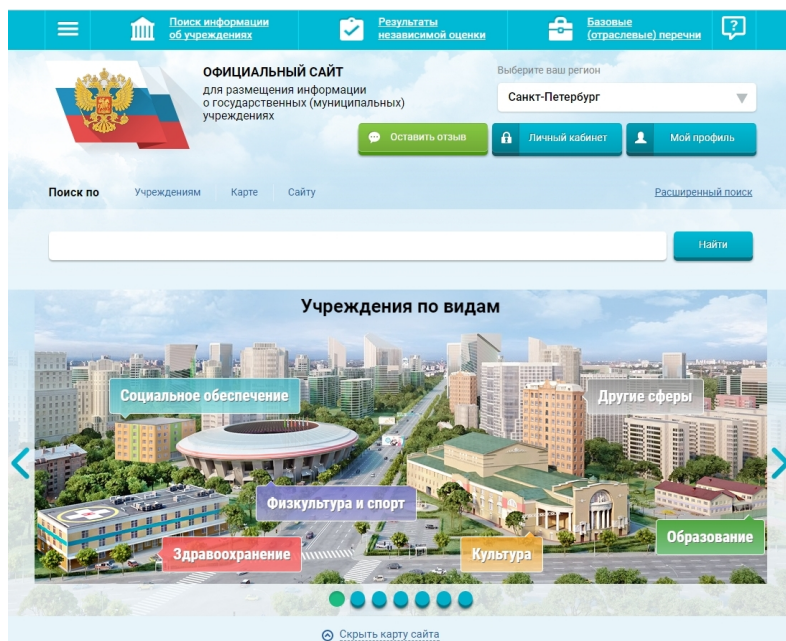 Поиск информации
об учреждениях
Результаты
независимой оценки
Базовые
(отраслевые) перечни
?
ОФИЦИАЛЬНЫЙ САЙТ
для размещения информации
о государственных (муниципальных)
учреждениях
Выберите ваш регион
Санкт-Петербург
Оставить отзыв
Личный кабинет
Мой профиль
Поиск по
Учреждениям
Карте
Сайту
Расширенный поиск
Найти
Учреждения по видам
Социальное обеспечение
Другие сферы
Физкультура и спорт
Здравоохранение
Культура
Образование
Скрыть карту сайта